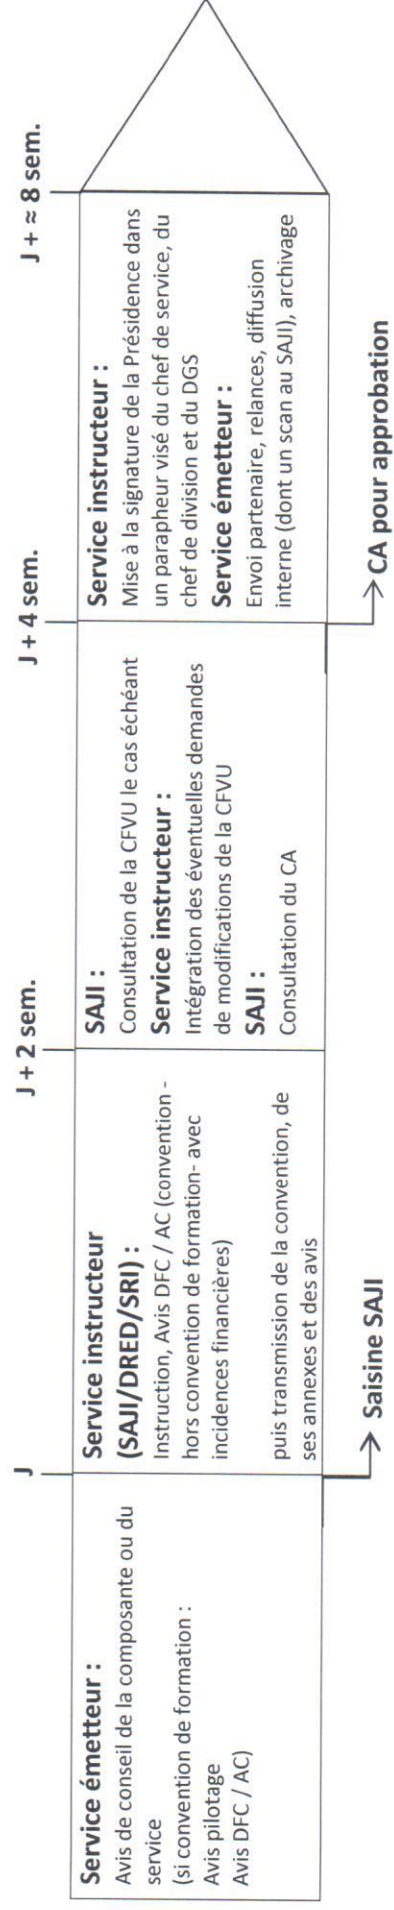 J
J + 2 sem.
J + 4 sem.
J + ≈ 8 sem.
Service émetteur :
Avis de conseil de la composante ou du
service
(si convention de formation :
Avis pilotage
Avis DFC / AC)
Service instructeur
(SAJI/DRED/SRI) :
Instruction, Avis DFC / AC (convention -
hors convention de formation- avec
incidences financières)
puis transmission de la convention, de
ses annexes et des avis
SAJI :
Consultation de la CFVU le cas échéant
Service instructeur :
Intégration des éventuelles demandes
de modifications de la CFVU
SAJI :
Consultation du CA
Service instructeur :
Mise à la signature de la Présidence dans
un parapheur visé du chef de service, du
chef de division et du DGS
Service émetteur :
Envoi partenaire, relances, diffusion
interne (dont un scan au SAJI), archivage
Saisine SAJI
CA pour approbation